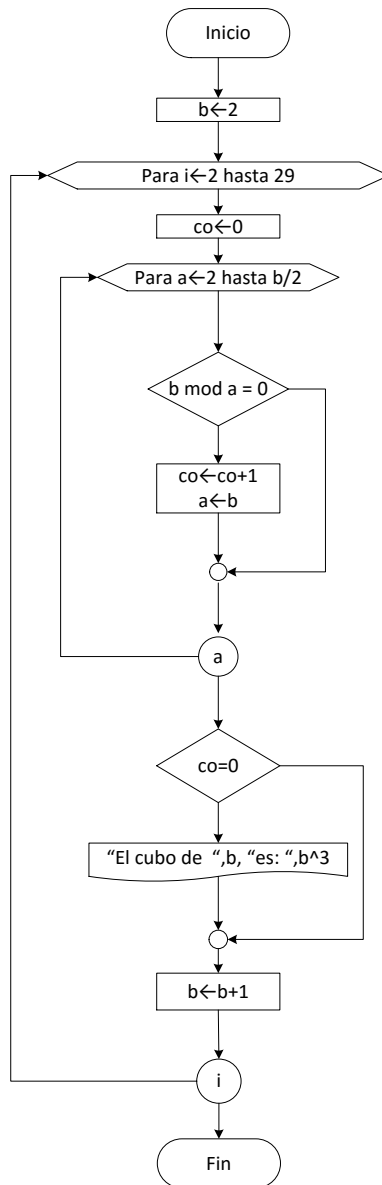 Inicio
b←2
Para i←2 hasta 29
co←0
Para a←2 hasta b/2
b mod a = 0
co←co+1
a←b
a
co=0
“El cubo de “,b, “es: “,b^3
b←b+1
i
Fin